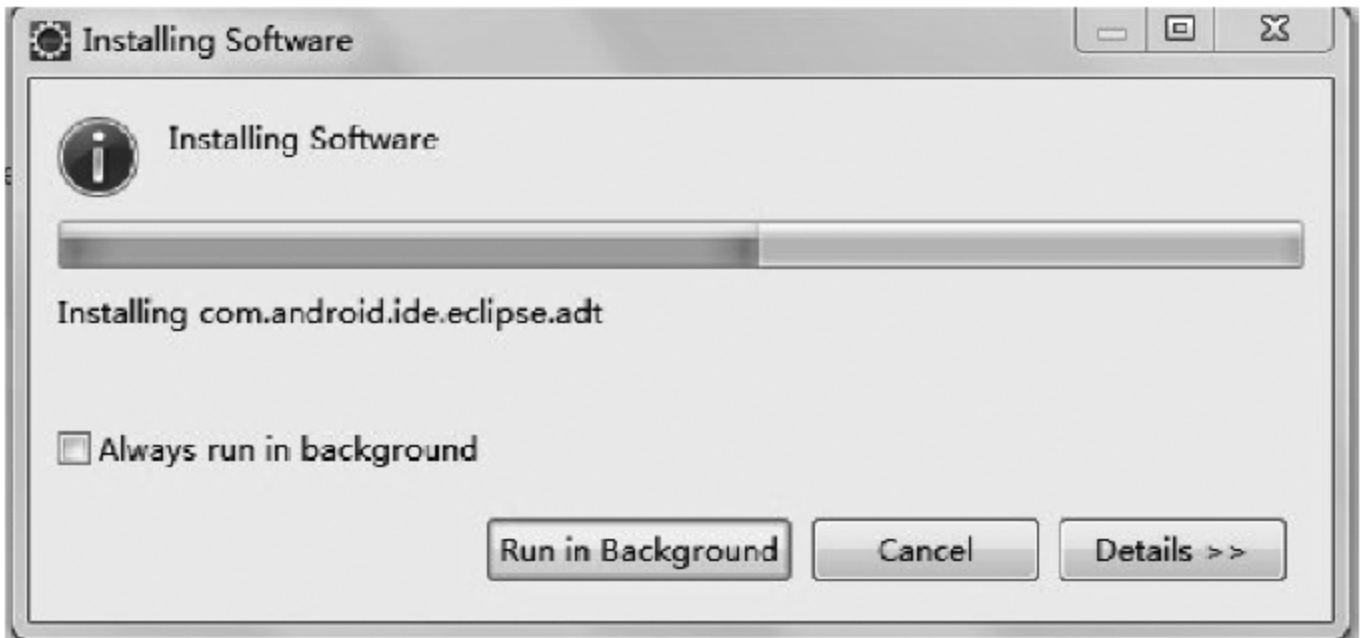 Installing Software
Installing Software
Installing com.android.ide.eclipse.adt
Always run in background
Run in Background Cancel Details >>